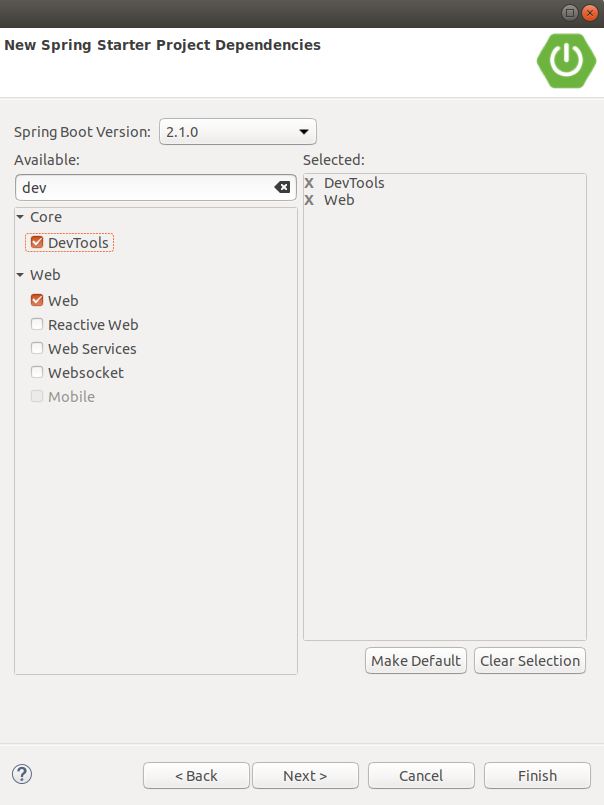 New Spring Starter Project Dependencies
Spring Boot Version: 2.1.0
Available:
dev
Core
DevTools
Web
Web
Reactive Web
Web Services
Websocket
Mobile
Selected:
X DevTools
X Web
Make Default Clear Selection
? < Back Next > Cancel Finish